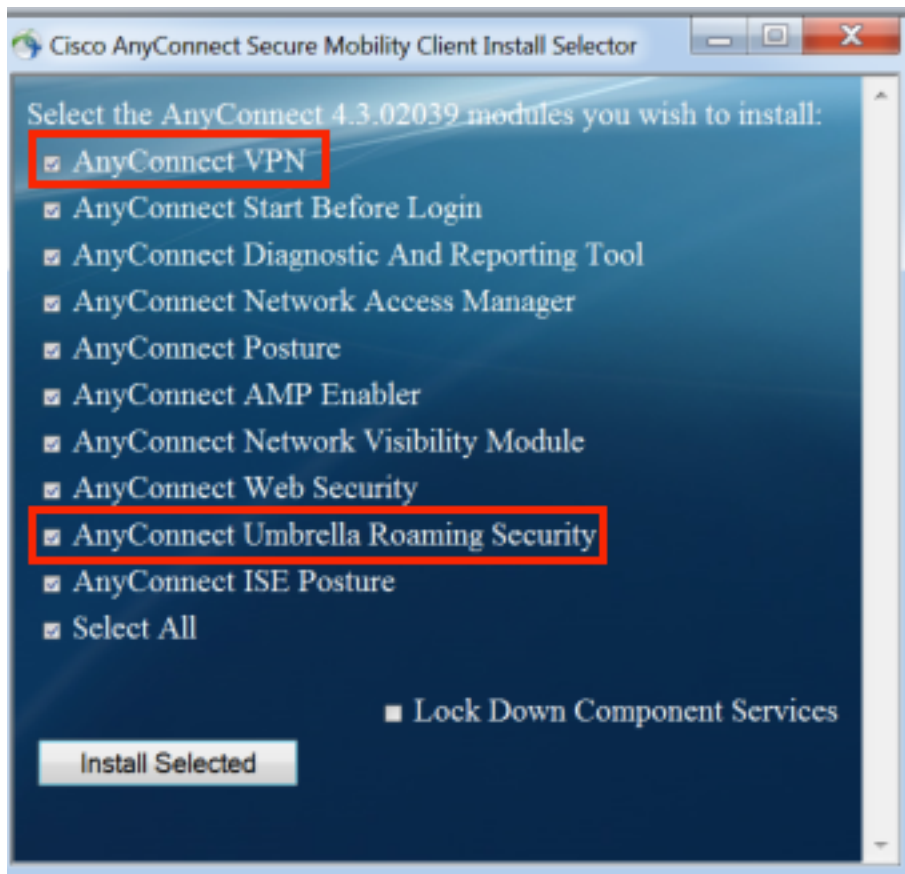 Cisco AnyConnect Secure Mobility Client Install Selector
Select the AnyConnect 4.3.02039 modules you wish to install:
AnyConnect VPN
AnyConnect Start Before Login
AnyConnect Diagnostic And Reporting Tool
AnyConnect Network Access Manager
AnyConnect Posture
AnyConnect AMP Enabler
AnyConnect Network Visibility Module
AnyConnect Web Security
AnyConnect Umbrella Roaming Security
AnyConnect ISE Posture
Select All
Lock Down Component Services
Install Selected